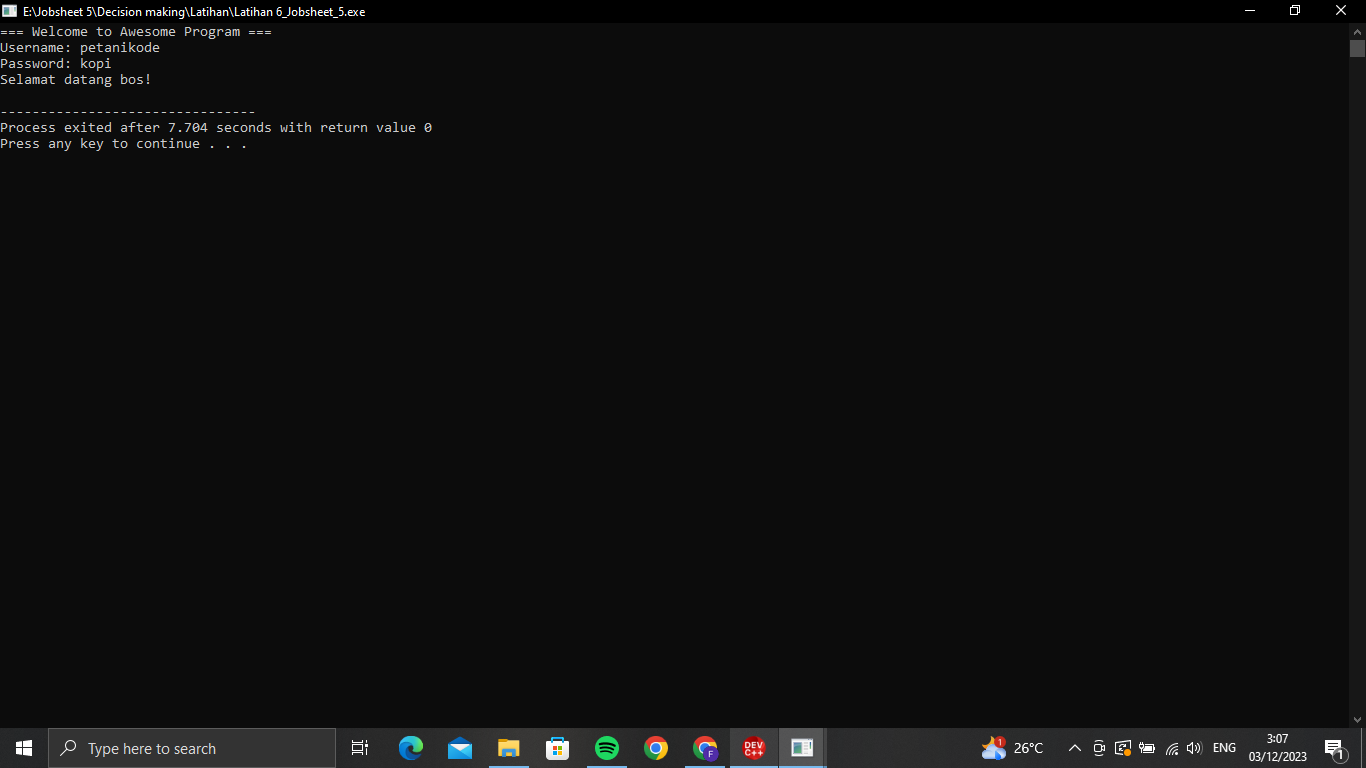 E:\Jobsheet 5\Decision making\Latihan\Latihan 6_Jobsheet_5.exe
=== Welcome to Awesome Program ===
Username: petanikode
Password: kopi
Selamat datang bos!
--------------------------------
Process exited after 7.704 seconds with return value 0
Press any key to continue . . .
Type here to search
F
DEV
C++
1
26°C
ENG
3:07
03/12/2023
1